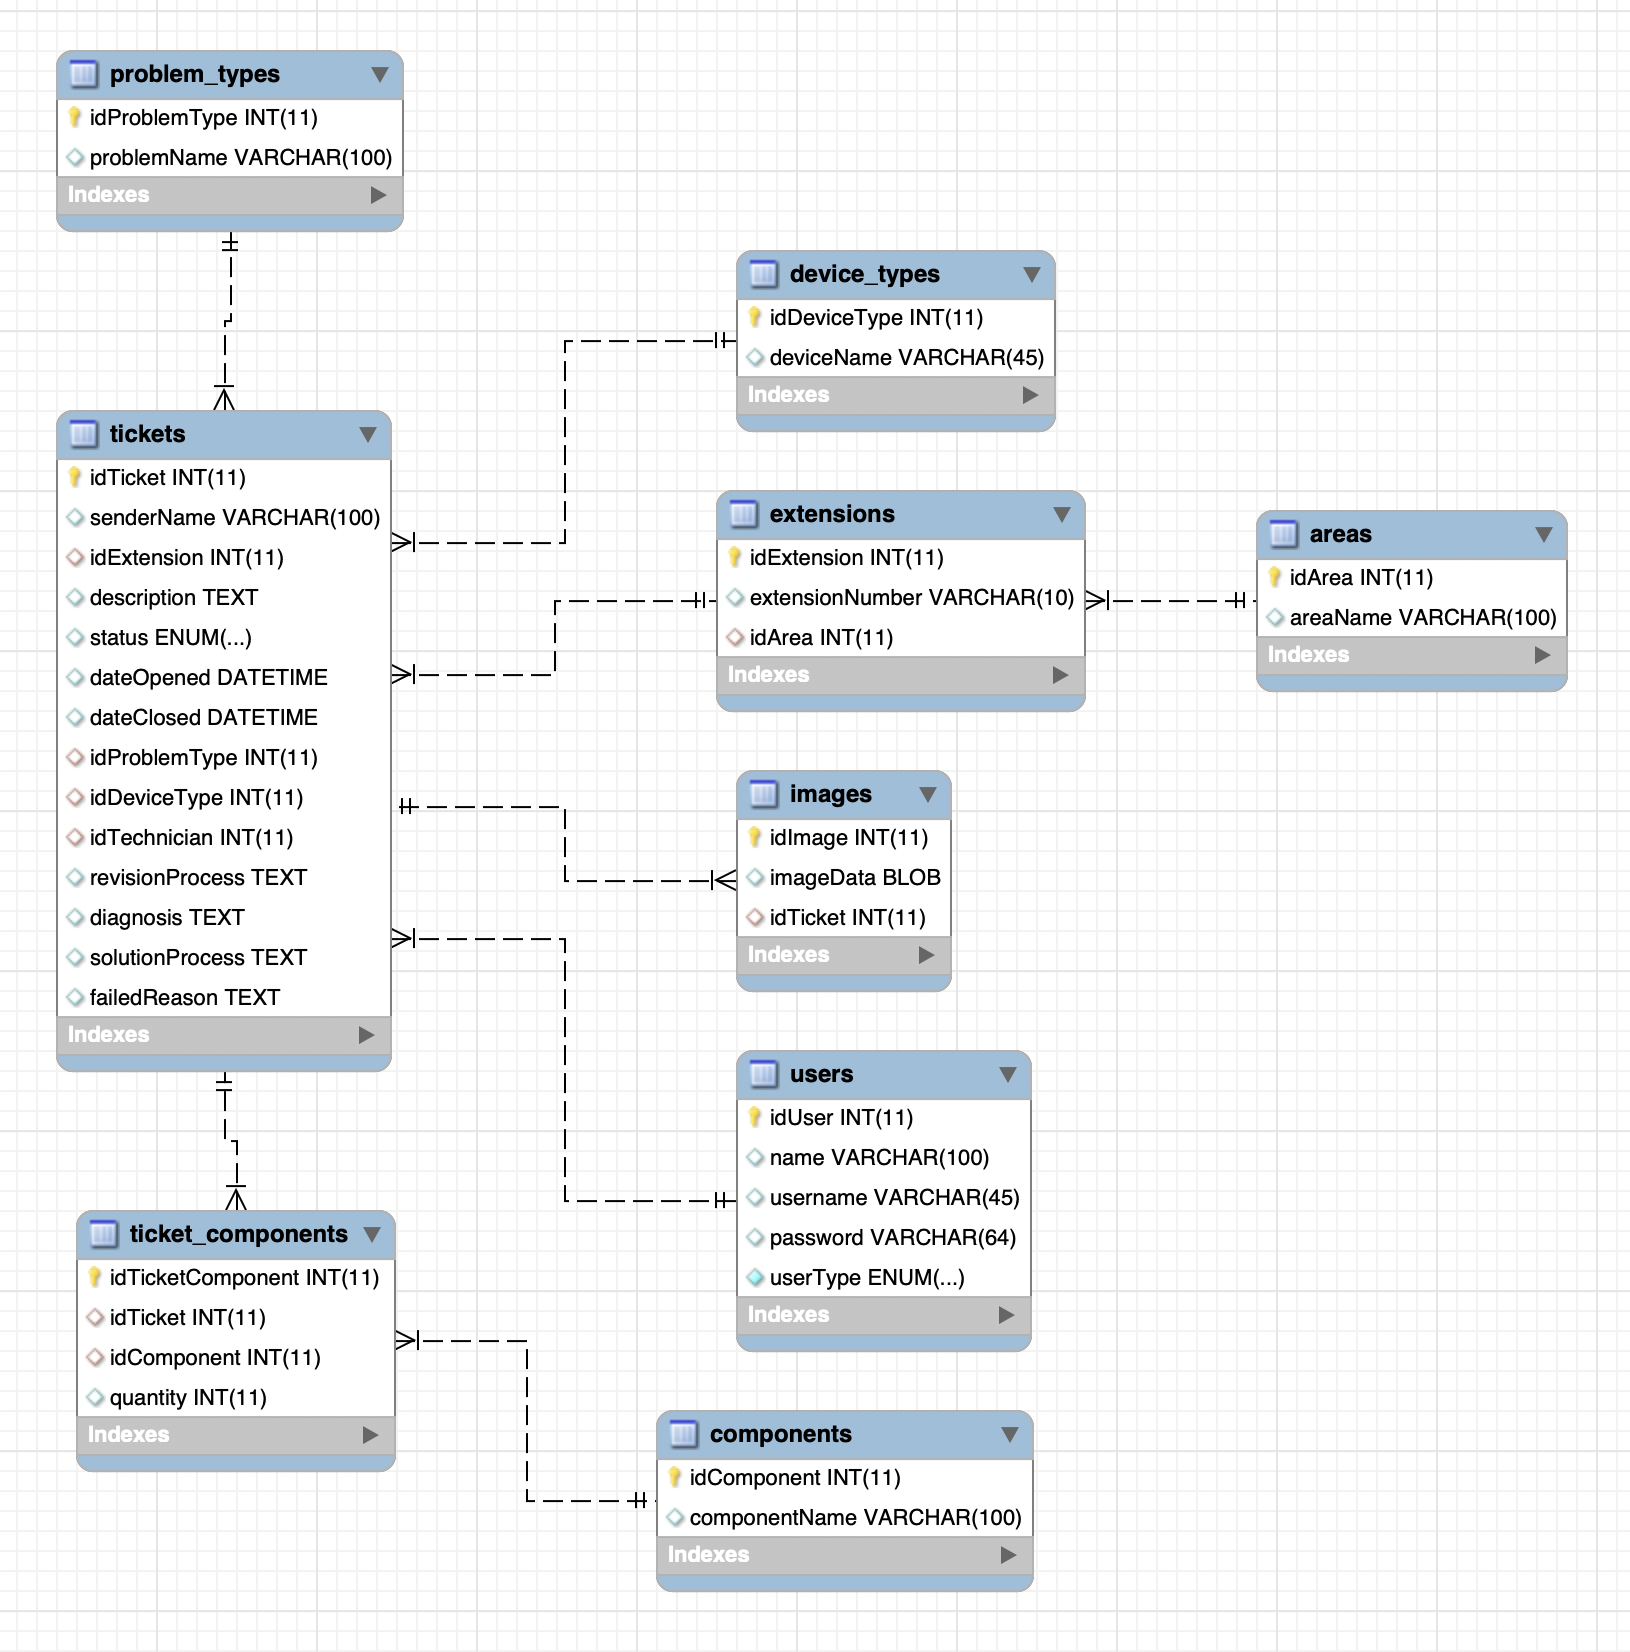 problem_types
idProblemType INT(11)
problemName VARCHAR(100)
Indexes
tickets
idTicket INT(11)
senderName VARCHAR(100)
idExtension INT(11)
description TEXT
status ENUM(...)
dateOpened DATETIME
dateClosed DATETIME
idProblemType INT(11)
idDeviceType INT(11)
idTechnician INT(11)
revisionProcess TEXT
diagnosis TEXT
solutionProcess TEXT
failedReason TEXT
Indexes
ticket_components
idTicketComponent INT(11)
idTicket INT(11)
idComponent INT(11)
quantity INT(11)
Indexes
device_types
idDeviceType INT(11)
deviceName VARCHAR(45)
Indexes
extensions
idExtension INT(11)
extensionNumber VARCHAR(10)
idArea INT(11)
Indexes
areas
idArea INT(11)
areaName VARCHAR(100)
Indexes
images
idImage INT(11)
imageData BLOB
idTicket INT(11)
Indexes
users
idUser INT(11)
name VARCHAR(100)
username VARCHAR(45)
password VARCHAR(64)
userType ENUM(...)
Indexes
components
idComponent INT(11)
componentName VARCHAR(100)
Indexes